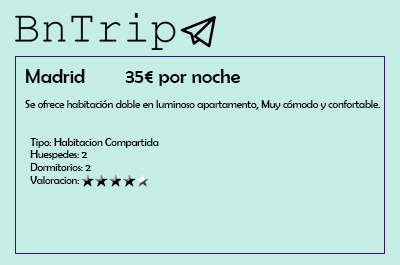 BnTrip
Madrid 35€ por noche
Se ofrece habitación doble en luminoso apartamento, Muy cómodo y confortable.
Tipo: Habitacion Compartida
Huespedes: 2
Dormitorios: 2
Valoracion: